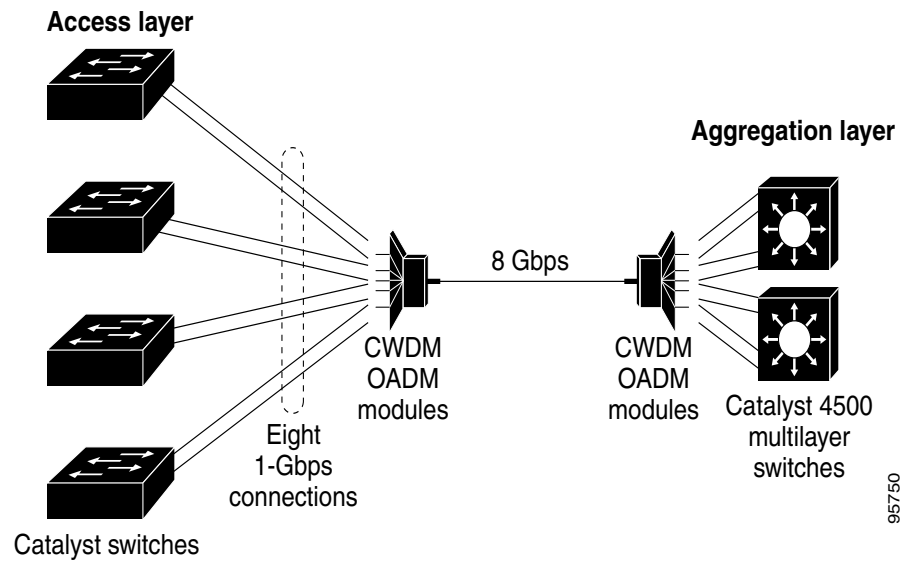 Access layer
Aggregation layer
8 Gbps
CWDM
OADM
modules
CWDM
OADM
modules
Catalyst 4500
multilayer
switches
Eight
1-Gbps
connections
Catalyst switches
95750